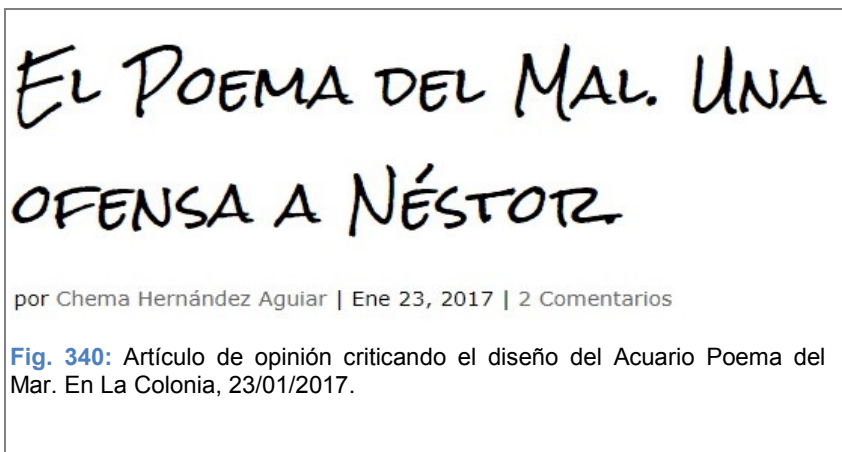 El Poema del Mal. Una
ofensa a Néstor
por Chema Hernández Aguiar | Ene 23, 2017 | 2 Comentarios
Fig. 340: Artículo de opinión criticando el diseño del Acuario Poema del
Mar. En La Colonia, 23/01/2017.